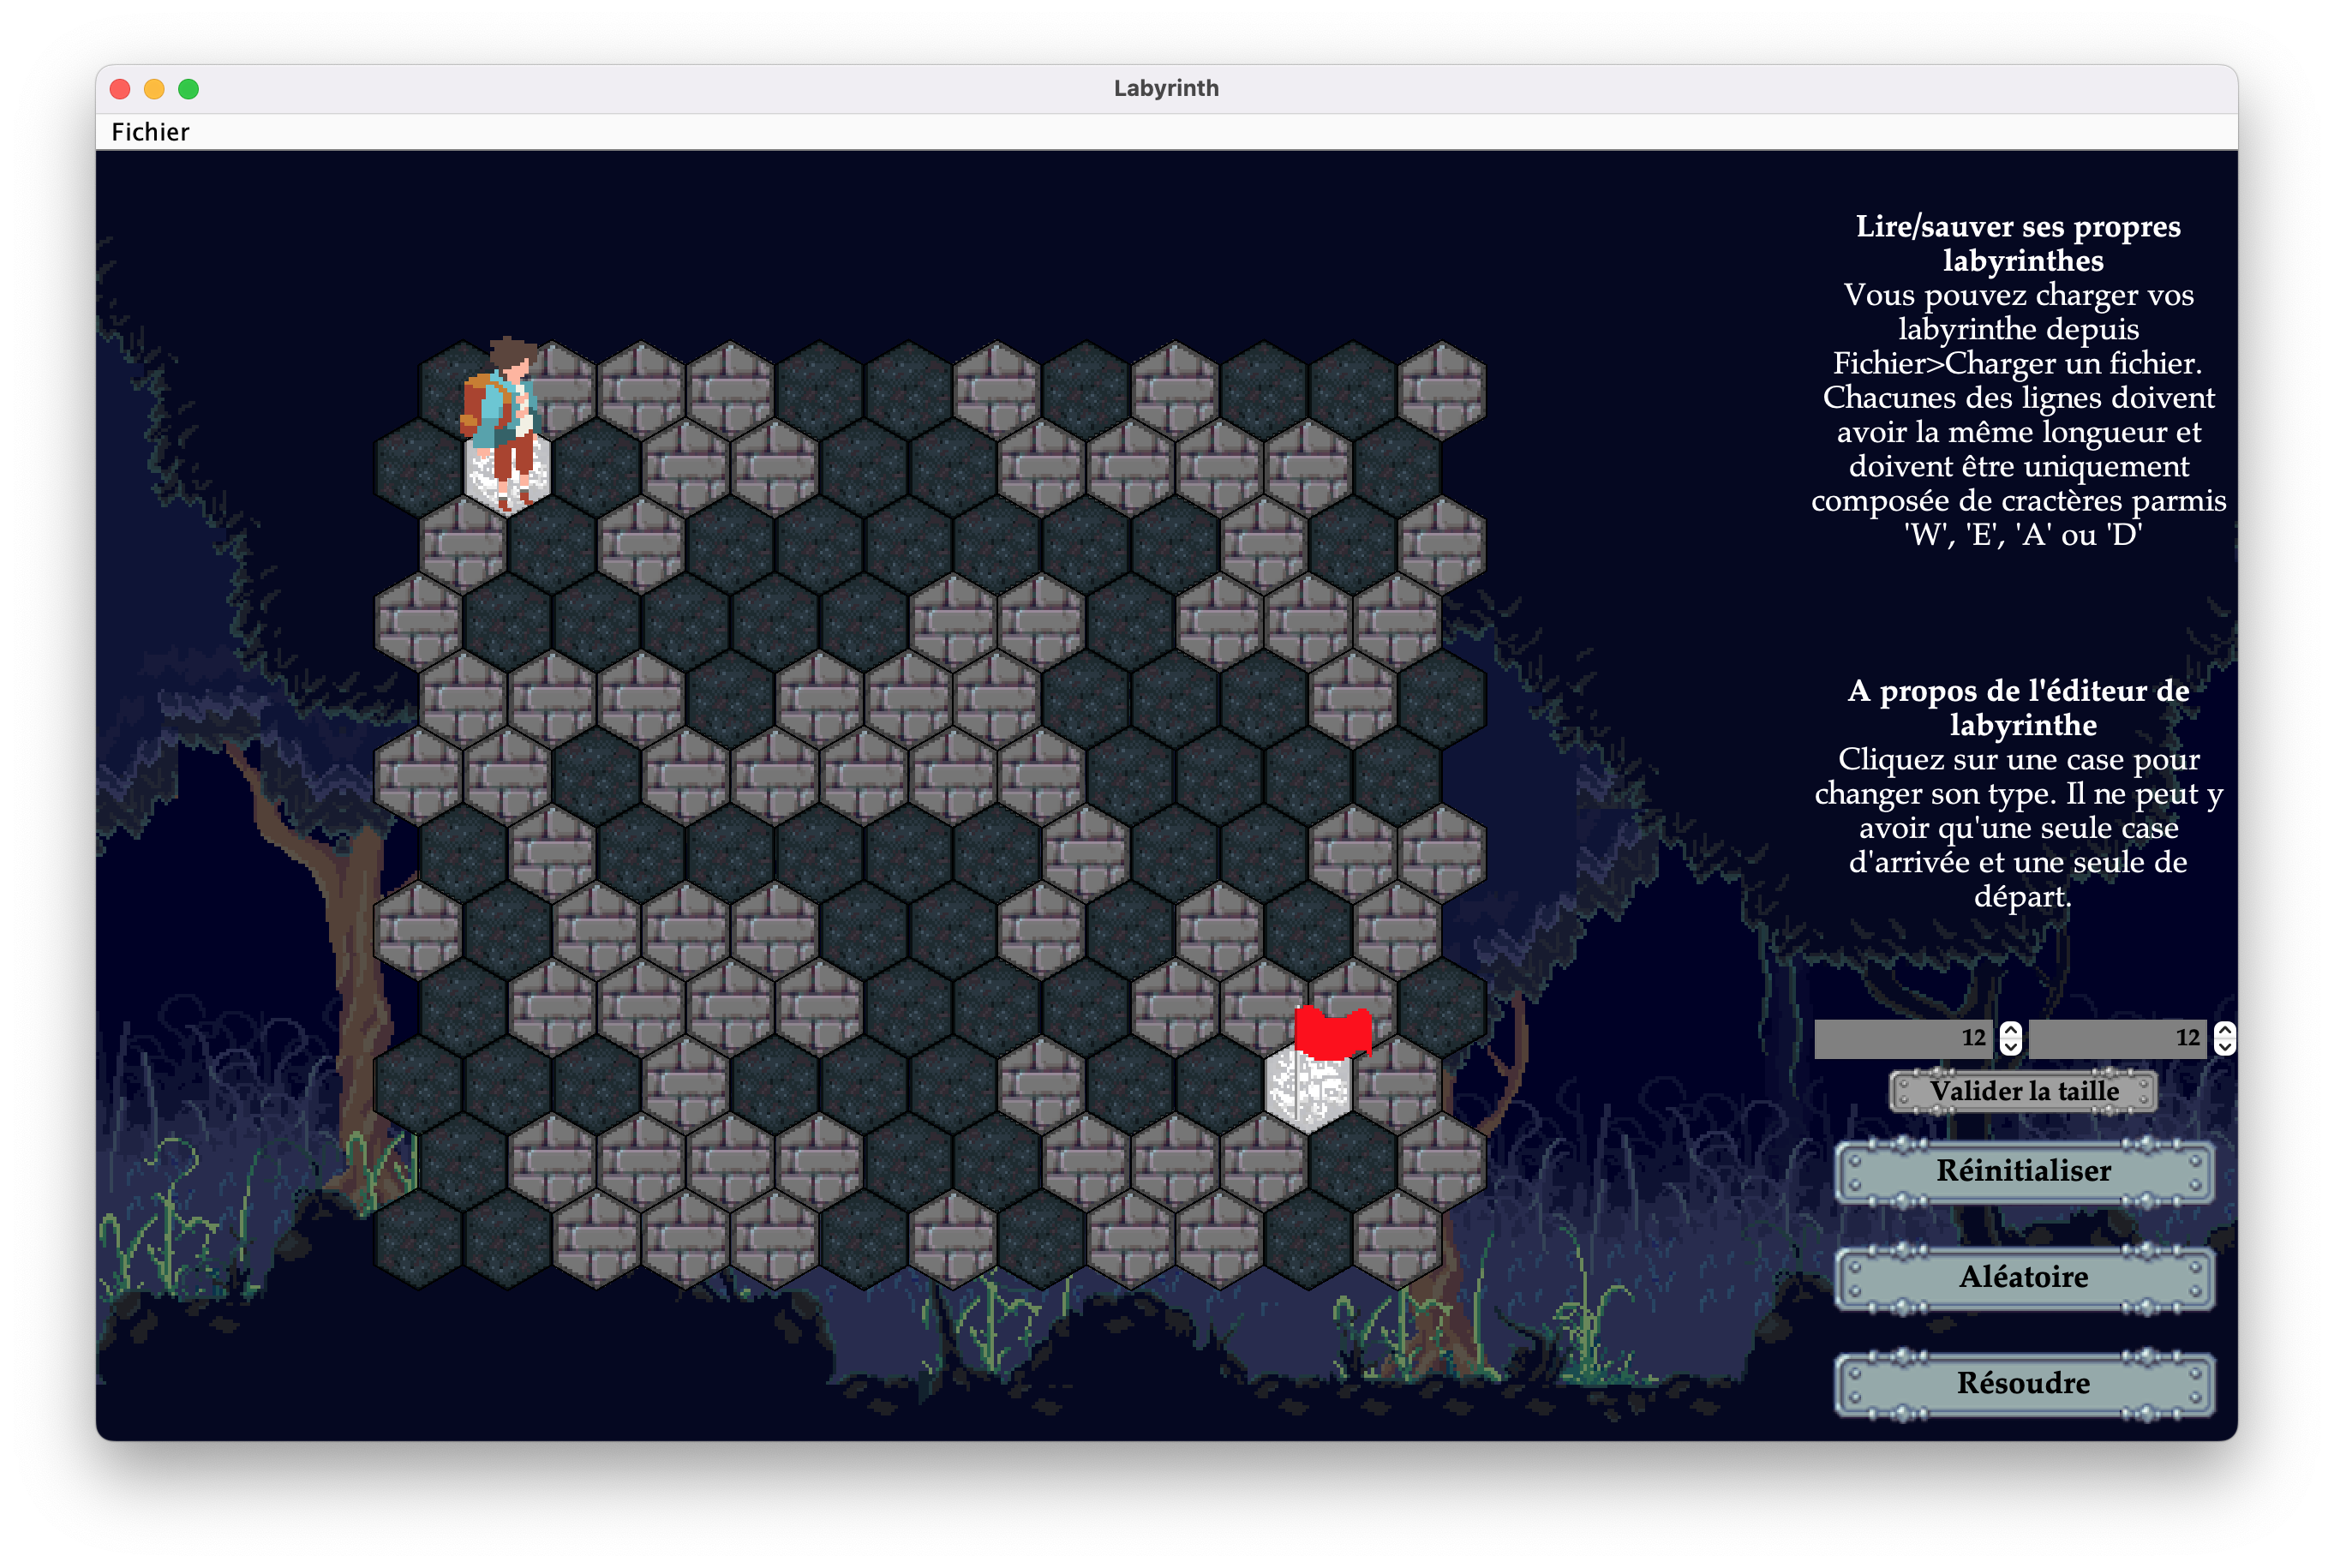 Labyrinth
Fichier
Lire/sauver ses propres
labyrinthes
Vous pouvez charger vos
labyrinthe depuis
Fichier>Charger un fichier.
Chacunes des lignes doivent
avoir la même longueur et
doivent être uniquement
composée de cractères parmis
'W', 'E', 'A' ou 'D'
A propos de l'éditeur de
labyrinthe
Cliquez sur une case pour
changer son type. Il ne peut y
avoir qu'une seule case
d'arrivée et une seule de
départ.
12 12
Valider la taille
Réinitialiser
Aléatoire
Résoudre